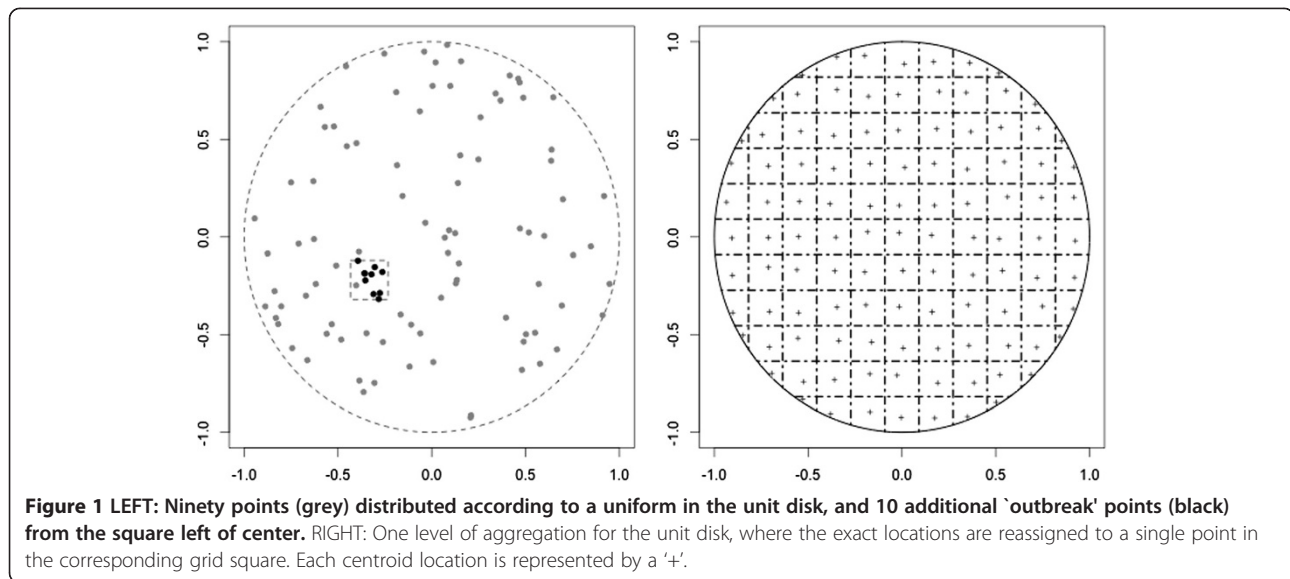 1.0
0.5
0.0
-0.5
-1.0
-1.0 -0.5 0.0 0.5 1.0
1.0
0.5
0.0
-0.5
-1.0
-1.0 -0.5 0.0 0.5 1.0
Figure 1 LEFT: Ninety points (grey) distributed according to a uniform in the unit disk, and 10 additional `outbreak' points (black)
from the square left of center. RIGHT: One level of aggregation for the unit disk, where the exact locations are reassigned to a single point in
the corresponding grid square. Each centroid location is represented by a ‘+’.